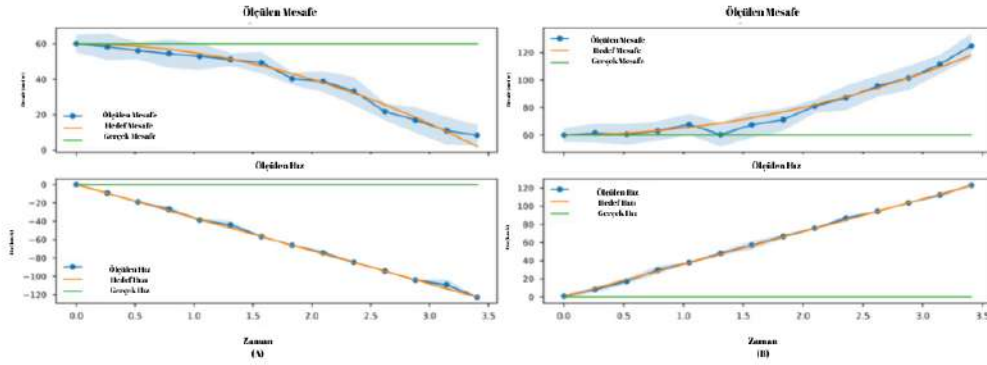 Ölçülen Mesafe
60
40
20
0
Ölçülen Mesafe
Hedef Mesafe
Gerçek Mesafe
Ölçülen Hız
0
−20
−40
−60
−80
−100
−120
Ölçülen Hız
Hedef Hızı
Gerçek Hız
0.0 0.5 1.0 1.5 2.0 2.5 3.0 3.5
Zaman
(A)
Ölçülen Mesafe
120
100
80
60
Ölçülen Mesafe
Hedef Mesafe
Gerçek Mesafe
Ölçülen Hız
120
100
80
60
40
20
0
Ölçülen Hız
Hedef Hızı
Gerçek Hız
0.0 0.5 1.0 1.5 2.0 2.5 3.0 3.5
Zaman
(B)